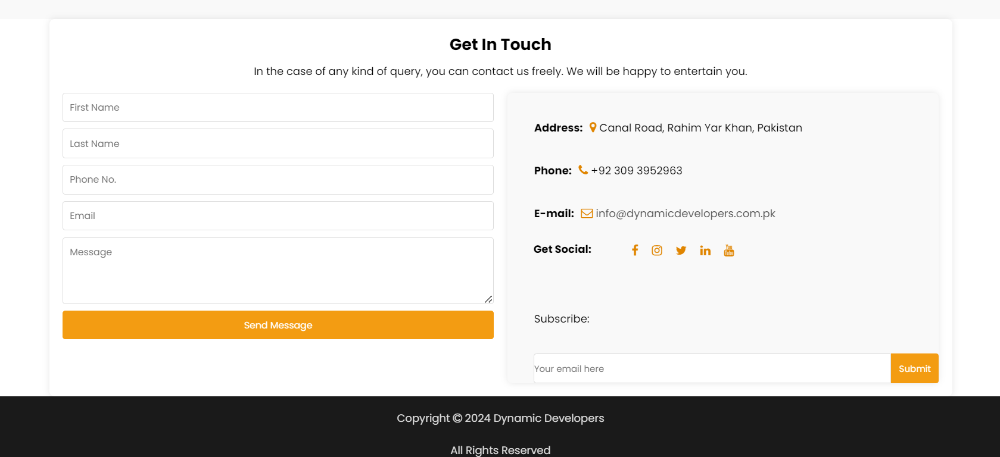 Get In Touch
In the case of any kind of query, you can contact us freely. We will be happy to entertain you.
First Name
Last Name
Phone No.
Email
Message
Send Message
Address: Canal Road, Rahim Yar Khan, Pakistan
Phone: +92 309 3952963
E-mail: info@dynamicdevelopers.com.pk
Get Social:
You Tube
Subscribe:
Your email here
Submit
Copyright © 2024 Dynamic Developers
All Rights Reserved